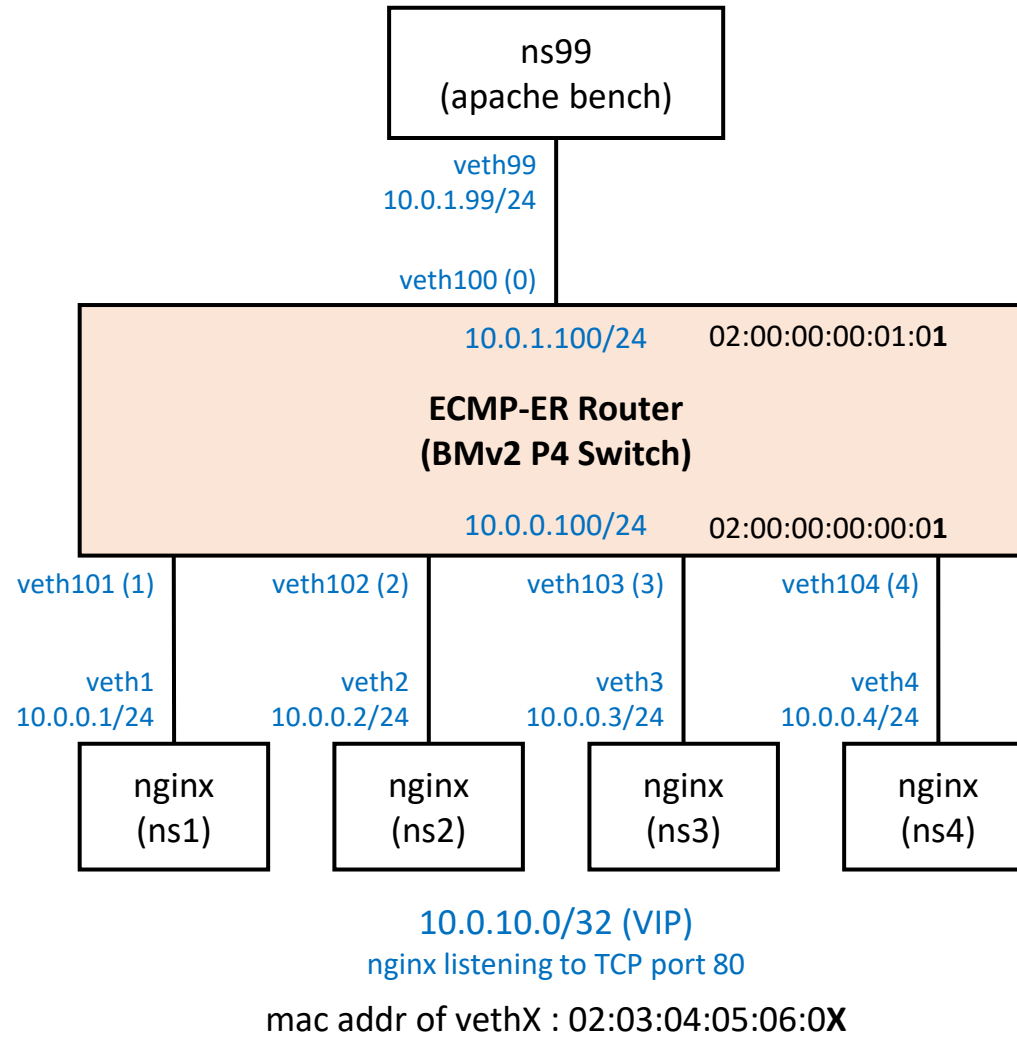 ns99
(apache bench)
veth99
10.0.1.99/24
veth100 (0)
10.0.1.100/24 02:00:00:00:01:01
ECMP-ER Router
(BMv2 P4 Switch)
10.0.0.100/24 02:00:00:00:00:01
veth101 (1) veth102 (2) veth103 (3) veth104 (4)
veth1 veth2 veth3 veth4
10.0.0.1/24 10.0.0.2/24 10.0.0.3/24 10.0.0.4/24
nginx nginx nginx nginx
(ns1) (ns2) (ns3) (ns4)
10.0.10.0/32 (VIP)
nginx listening to TCP port 80
mac addr of vethX : 02:03:04:05:06:0X